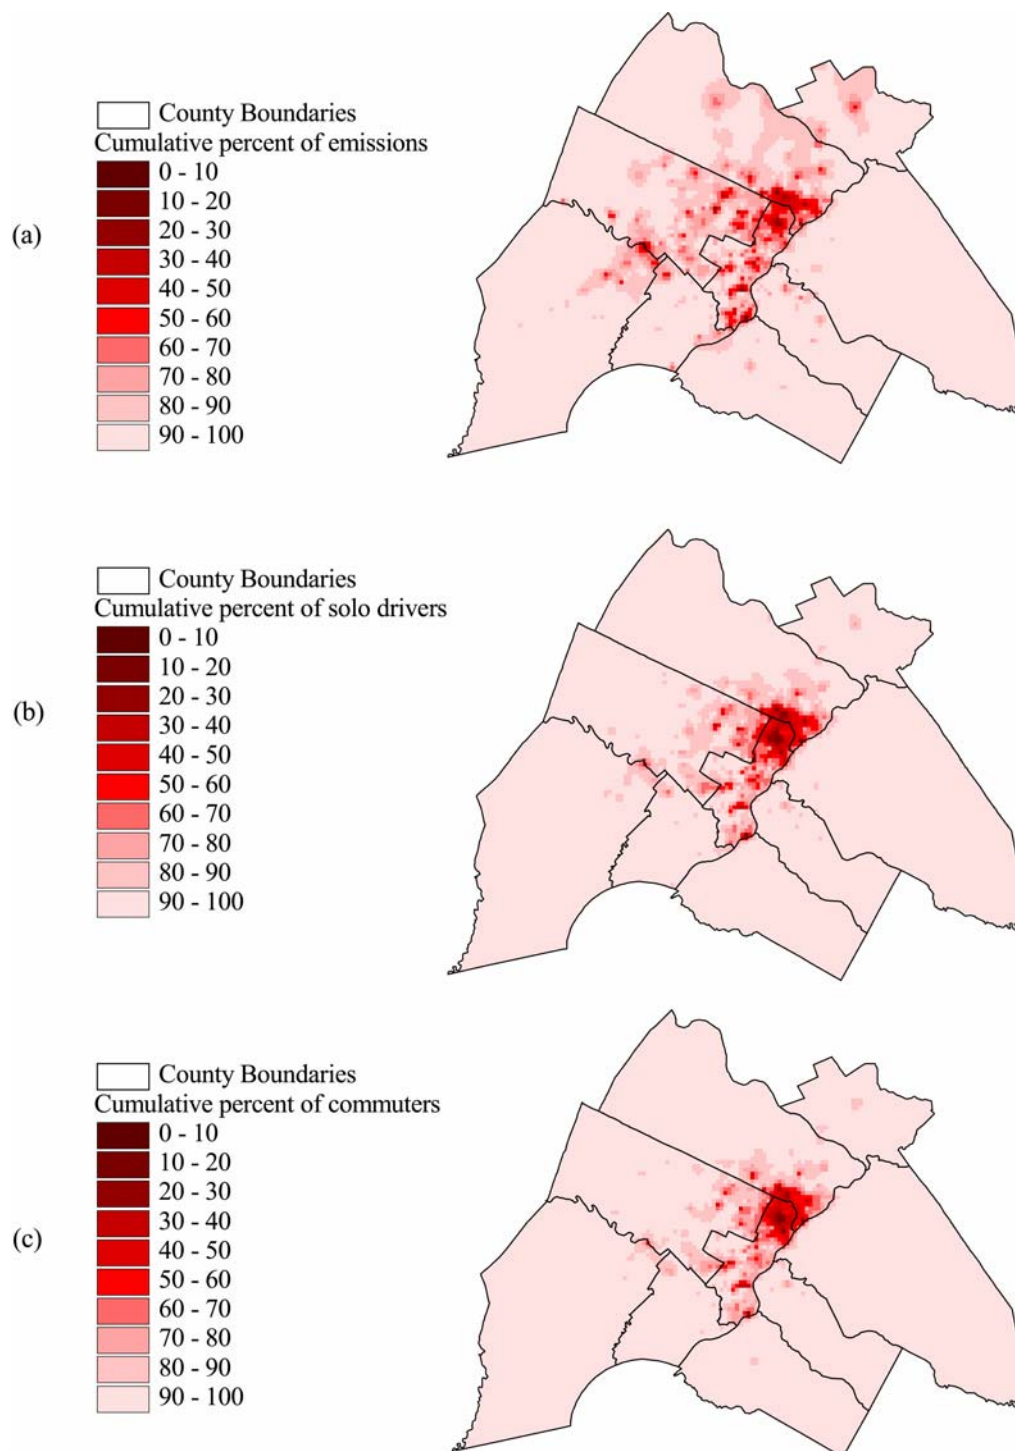 County Boundaries
Cumulative percent of emissions
0 - 10
10 - 20
20 - 30
(a)
30 - 40
40 - 50
50 - 60
60 - 70
70 - 80
80 - 90
90 - 100
County Boundaries
Cumulative percent of solo drivers
0 - 10
10 - 20
20 - 30
(b)
30 - 40
40 - 50
50 - 60
60 - 70
70 - 80
80 - 90
90 - 100
County Boundaries
Cumulative percent of commuters
0 - 10
10 - 20
20 - 30
30 - 40
(c)
40 - 50
50 - 60
60 - 70
70 - 80
80 - 90
90 - 100